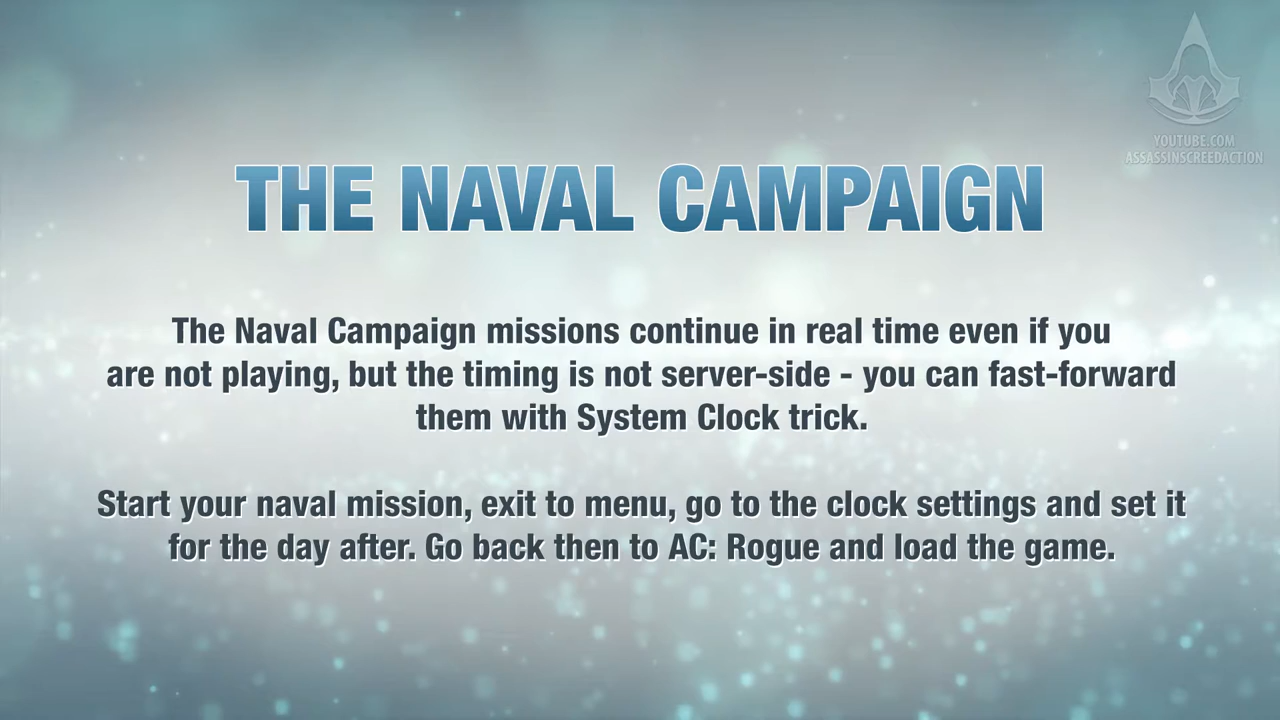 YOUTUBE.COM
ASSASSINSCREEDACTION
THE NAVAL CAMPAIGN
The Naval Campaign missions continue in real time even if you
are not playing, but the timing is not server-side - you can fast-forward
them with System Clock trick.
Start your naval mission, exit to menu, go to the clock settings and set it
for the day after. Go back then to AC: Rogue and load the game.